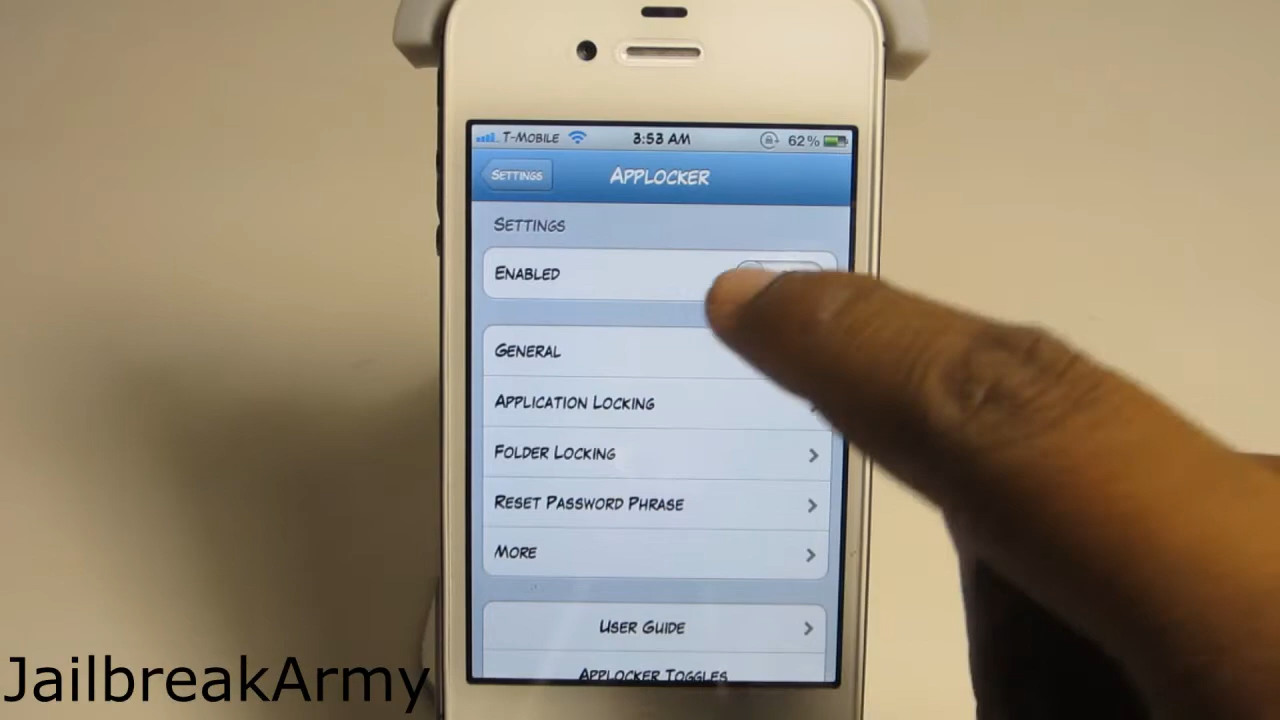 T-Mobile 3:53 AM 62%
Settings AppLocker
Settings
Enabled
General
Application Locking
Folder Locking
Reset Password Phrase
More
User Guide
AppLocker Toggles
JailbreakArmy